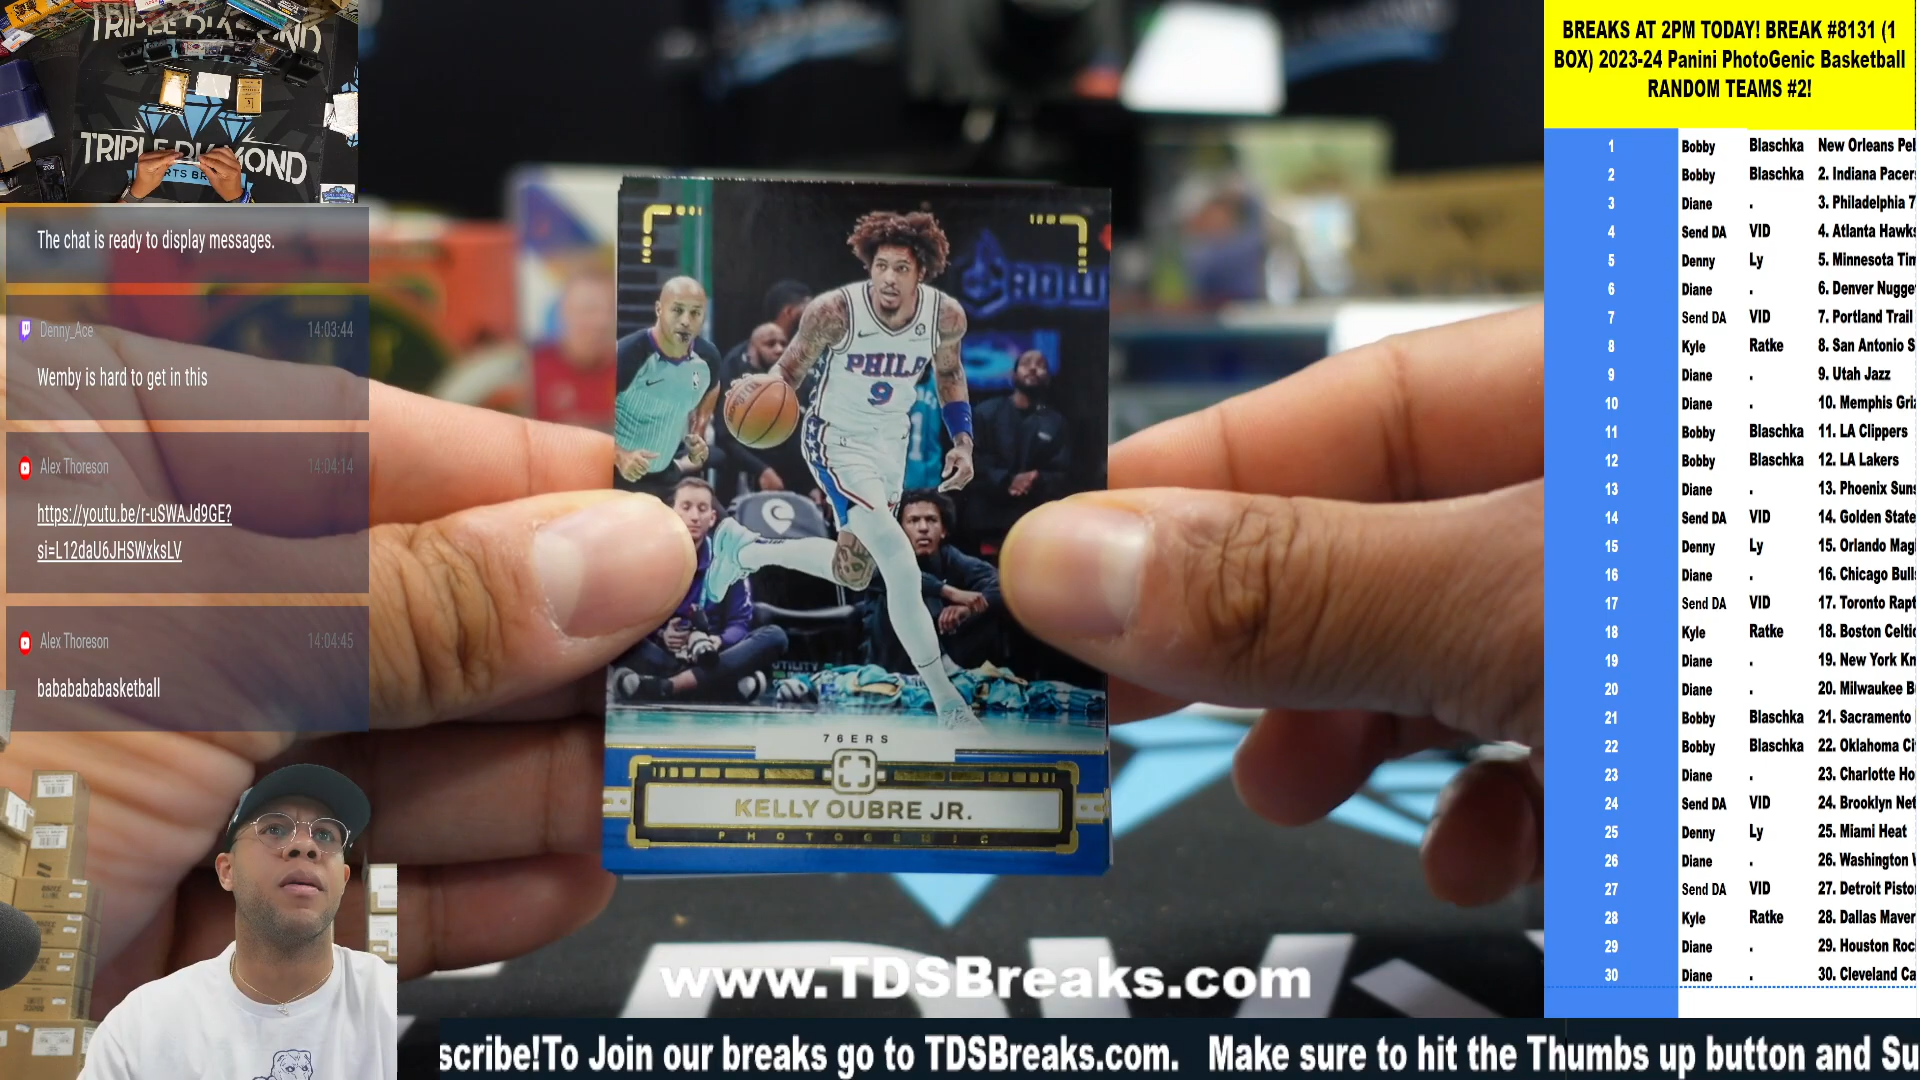 TRIPLE DIAMOND
TRIPLE DIAMOND
The chat is ready to display messages.
Denny_Ace 14:03:44
Wemby is hard to get in this
Alex Thoreson 14:04:14
https://youtu.be/r-uSWAJd9GE?
si=L12daU6JHSWxksLV
Alex Thoreson 14:04:45
babababababasketball
PHILA
9
76ERS
KELLY OUBRE JR.
PHOTOGENIC
www.TDSBreaks.com
scribe!To Join our breaks go to TDSBreaks.com. Make sure to hit the Thumbs up button and Su
BREAKS AT 2PM TODAY! BREAK #8131 (1
BOX) 2023-24 Panini PhotoGenic Basketball
RANDOM TEAMS #2!
1 Bobby Blaschka New Orleans Pel
2 Bobby Blaschka 2. Indiana Pacer
3 Diane . 3. Philadelphia 7
4 Send DA VID 4. Atlanta Hawks
5 Denny Ly 5. Minnesota Tim
6 Diane . 6. Denver Nugge
7 Send DA VID 7. Portland Trail
8 Kyle Ratke 8. San Antonio S
9 Diane . 9. Utah Jazz
10 Diane . 10. Memphis Gri
11 Bobby Blaschka 11. LA Clippers
12 Bobby Blaschka 12. LA Lakers
13 Diane . 13. Phoenix Suns
14 Send DA VID 14. Golden State
15 Denny Ly 15. Orlando Mag
16 Diane . 16. Chicago Bull
17 Send DA VID 17. Toronto Rapt
18 Kyle Ratke 18. Boston Celtic
19 Diane . 19. New York Kn
20 Diane . 20. Milwaukee B
21 Bobby Blaschka 21. Sacramento
22 Bobby Blaschka 22. Oklahoma Ci
23 Diane . 23. Charlotte Ho
24 Send DA VID 24. Brooklyn Net
25 Denny Ly 25. Miami Heat
26 Diane . 26. Washington W
27 Send DA VID 27. Detroit Pisto
28 Kyle Ratke 28. Dallas Maver
29 Diane . 29. Houston Roc
30 Diane . 30. Cleveland Ca